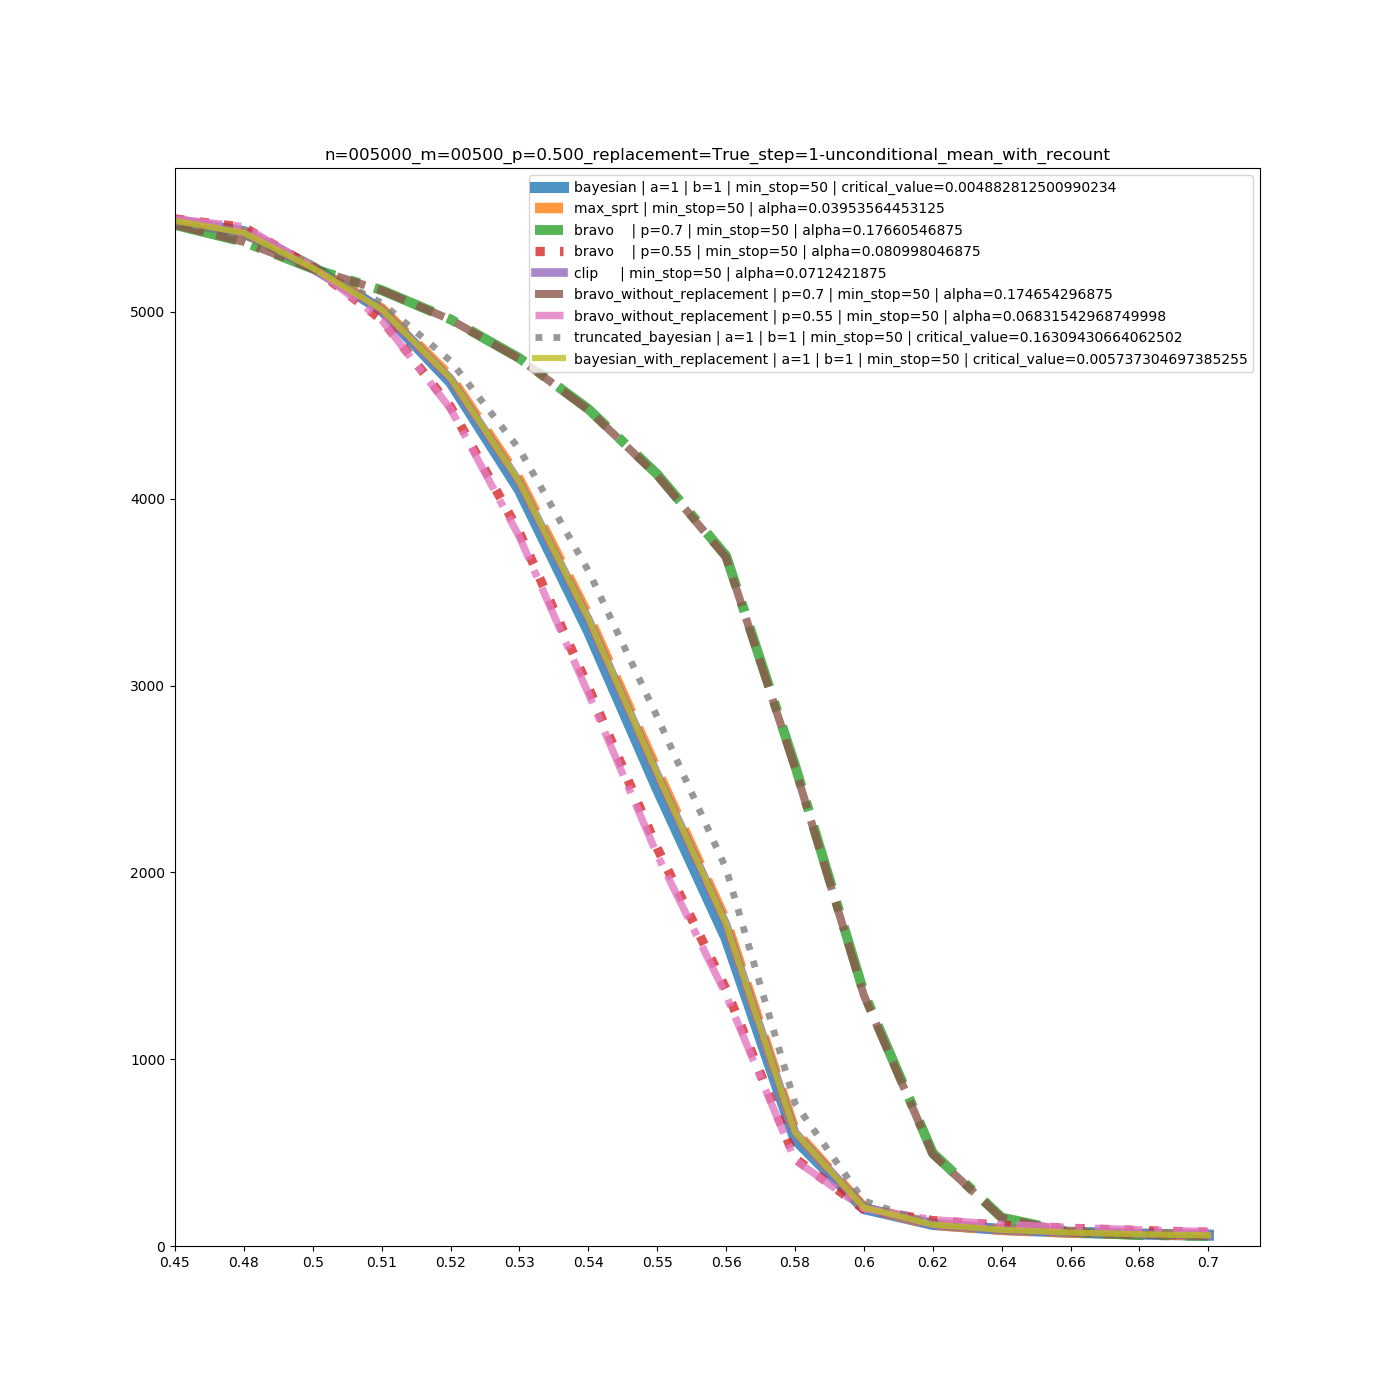 n=005000_m=00500_p=0.500_replacement=True_step=1-unconditional_mean_with_recount
bayesian | a=1 | b=1 | min_stop=50 | critical_value=0.004882812500990234
max_sprt | min_stop=50 | alpha=0.03953564453125
bravo    | p=0.7 | min_stop=50 | alpha=0.17660546875
bravo    | p=0.55 | min_stop=50 | alpha=0.080998046875
clip     | min_stop=50 | alpha=0.0712421875
bravo_without_replacement | p=0.7 | min_stop=50 | alpha=0.174654296875
bravo_without_replacement | p=0.55 | min_stop=50 | alpha=0.06831542968749998
truncated_bayesian | a=1 | b=1 | min_stop=50 | critical_value=0.16309430664062502
bayesian_with_replacement | a=1 | b=1 | min_stop=50 | critical_value=0.005737304697385255
5000
4000
3000
2000
1000
0
0.45 0.48 0.5 0.51 0.52 0.53 0.54 0.55 0.56 0.58 0.6 0.62 0.64 0.66 0.68 0.7